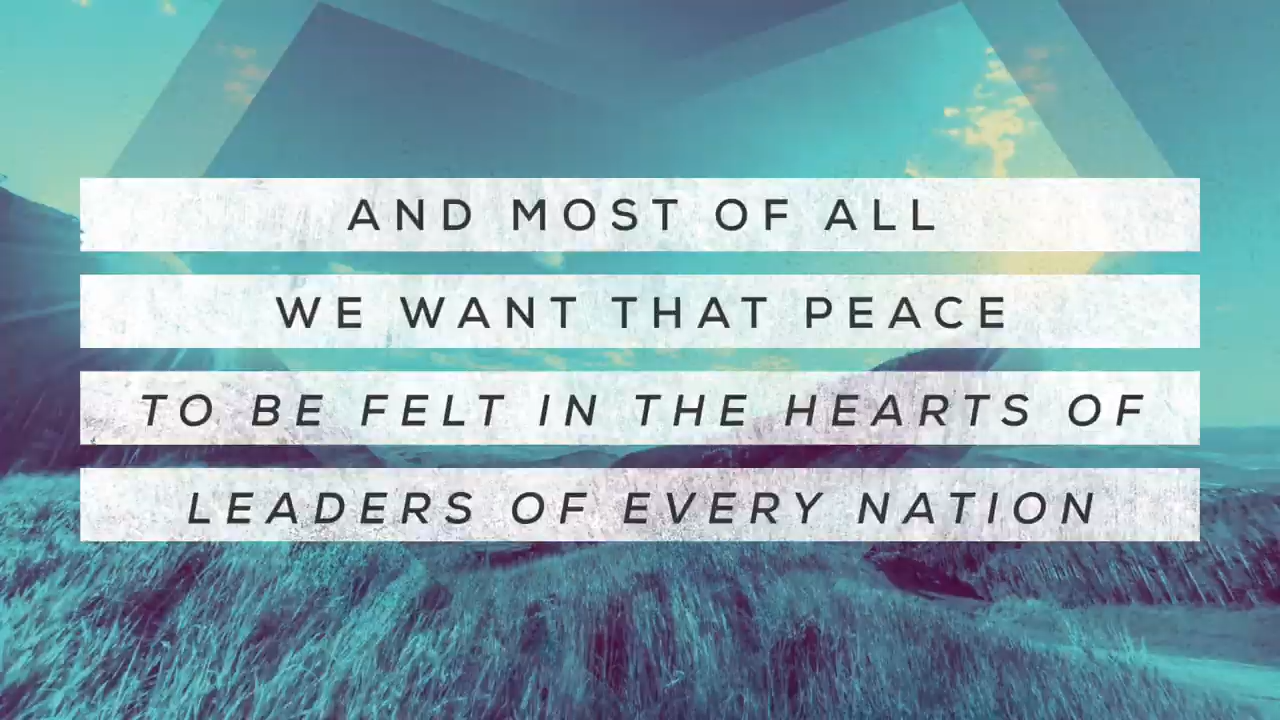 AND MOST OF ALL
WE WANT THAT PEACE
TO BE FELT IN THE HEARTS OF
LEADERS OF EVERY NATION